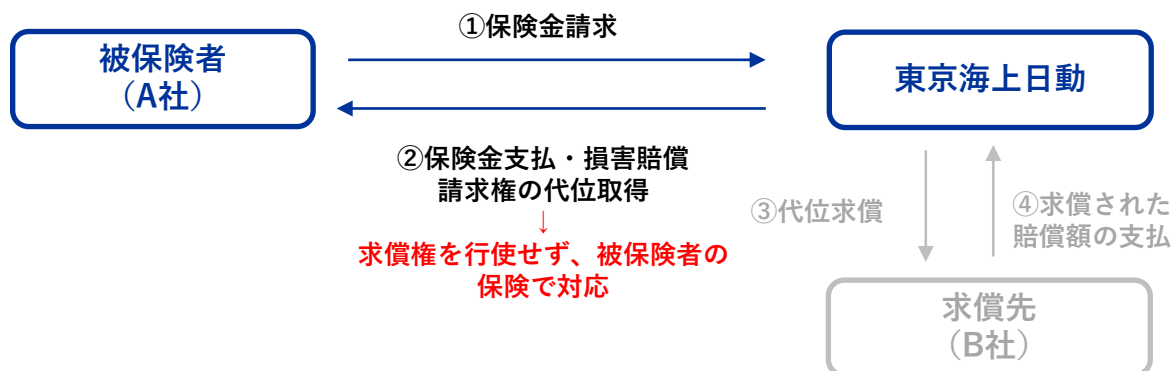 ①保険金請求
被保険者
（A社）
東京海上日動
②保険金支払・損害賠償
請求権の代位取得
↓
求償権を行使せず、被保険者の
保険で対応
③代位求償
④求償された
賠償額の支払
求償先
（B社）